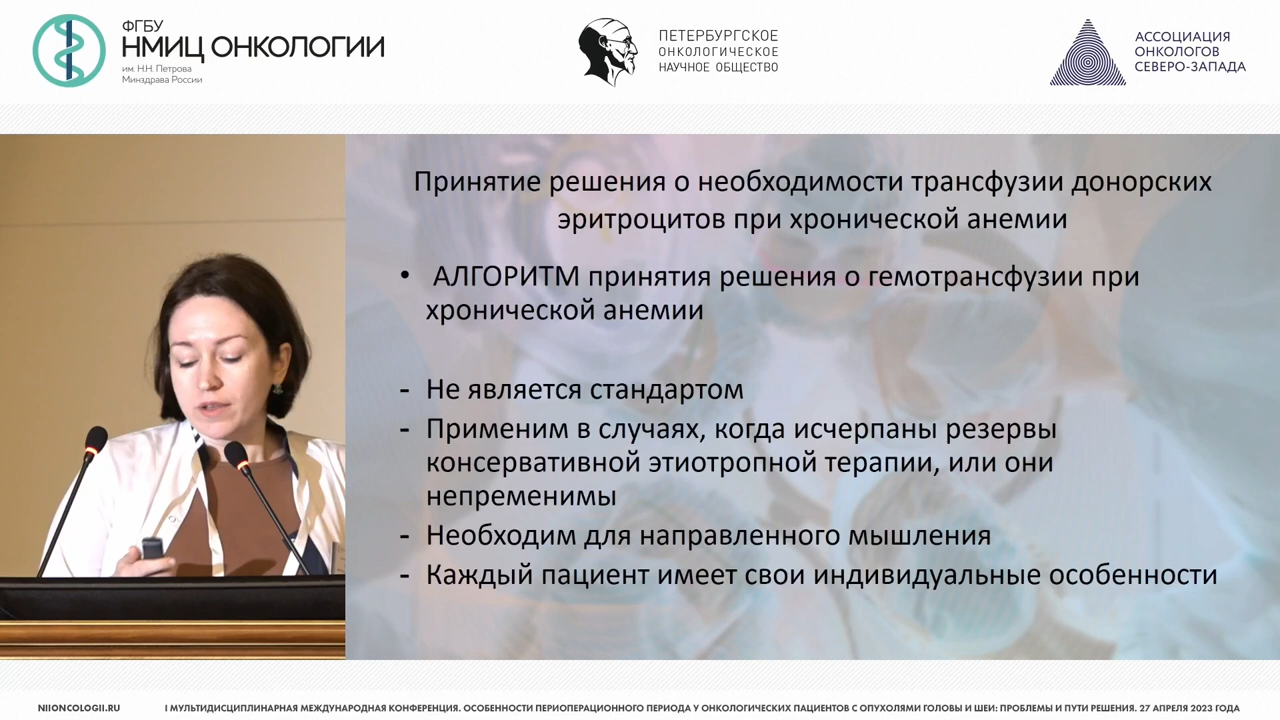 ФГБУ
НМИЦ ОНКОЛОГИИ
им. Н.Н. Петрова
Минздрава России
ПЕТЕРБУРГСКОЕ
ОНКОЛОГИЧЕСКОЕ
НАУЧНОЕ ОБЩЕСТВО
АССОЦИАЦИЯ
ОНКОЛОГОВ
СЕВЕРО-ЗАПАДА
Принятие решения о необходимости трансфузии донорских
эритроцитов при хронической анемии
• АЛГОРИТМ принятия решения о гемотрансфузии при
хронической анемии
- Не является стандартом
- Применим в случаях, когда исчерпаны резервы
консервативной этиотропной терапии, или они
непременимы
- Необходим для направленного мышления
- Каждый пациент имеет свои индивидуальные особенности
NIIONCOLOGII.RU
I МУЛЬТИДИСЦИПЛИНАРНАЯ МЕЖДУНАРОДНАЯ КОНФЕРЕНЦИЯ. ОСОБЕННОСТИ ПЕРИОПЕРАЦИОННОГО ПЕРИОДА У ОНКОЛОГИЧЕСКИХ ПАЦИЕНТОВ С ОПУХОЛЯМИ ГОЛОВЫ И ШЕИ: ПРОБЛЕМЫ И ПУТИ РЕШЕНИЯ. 27 АПРЕЛЯ 2023 ГОДА